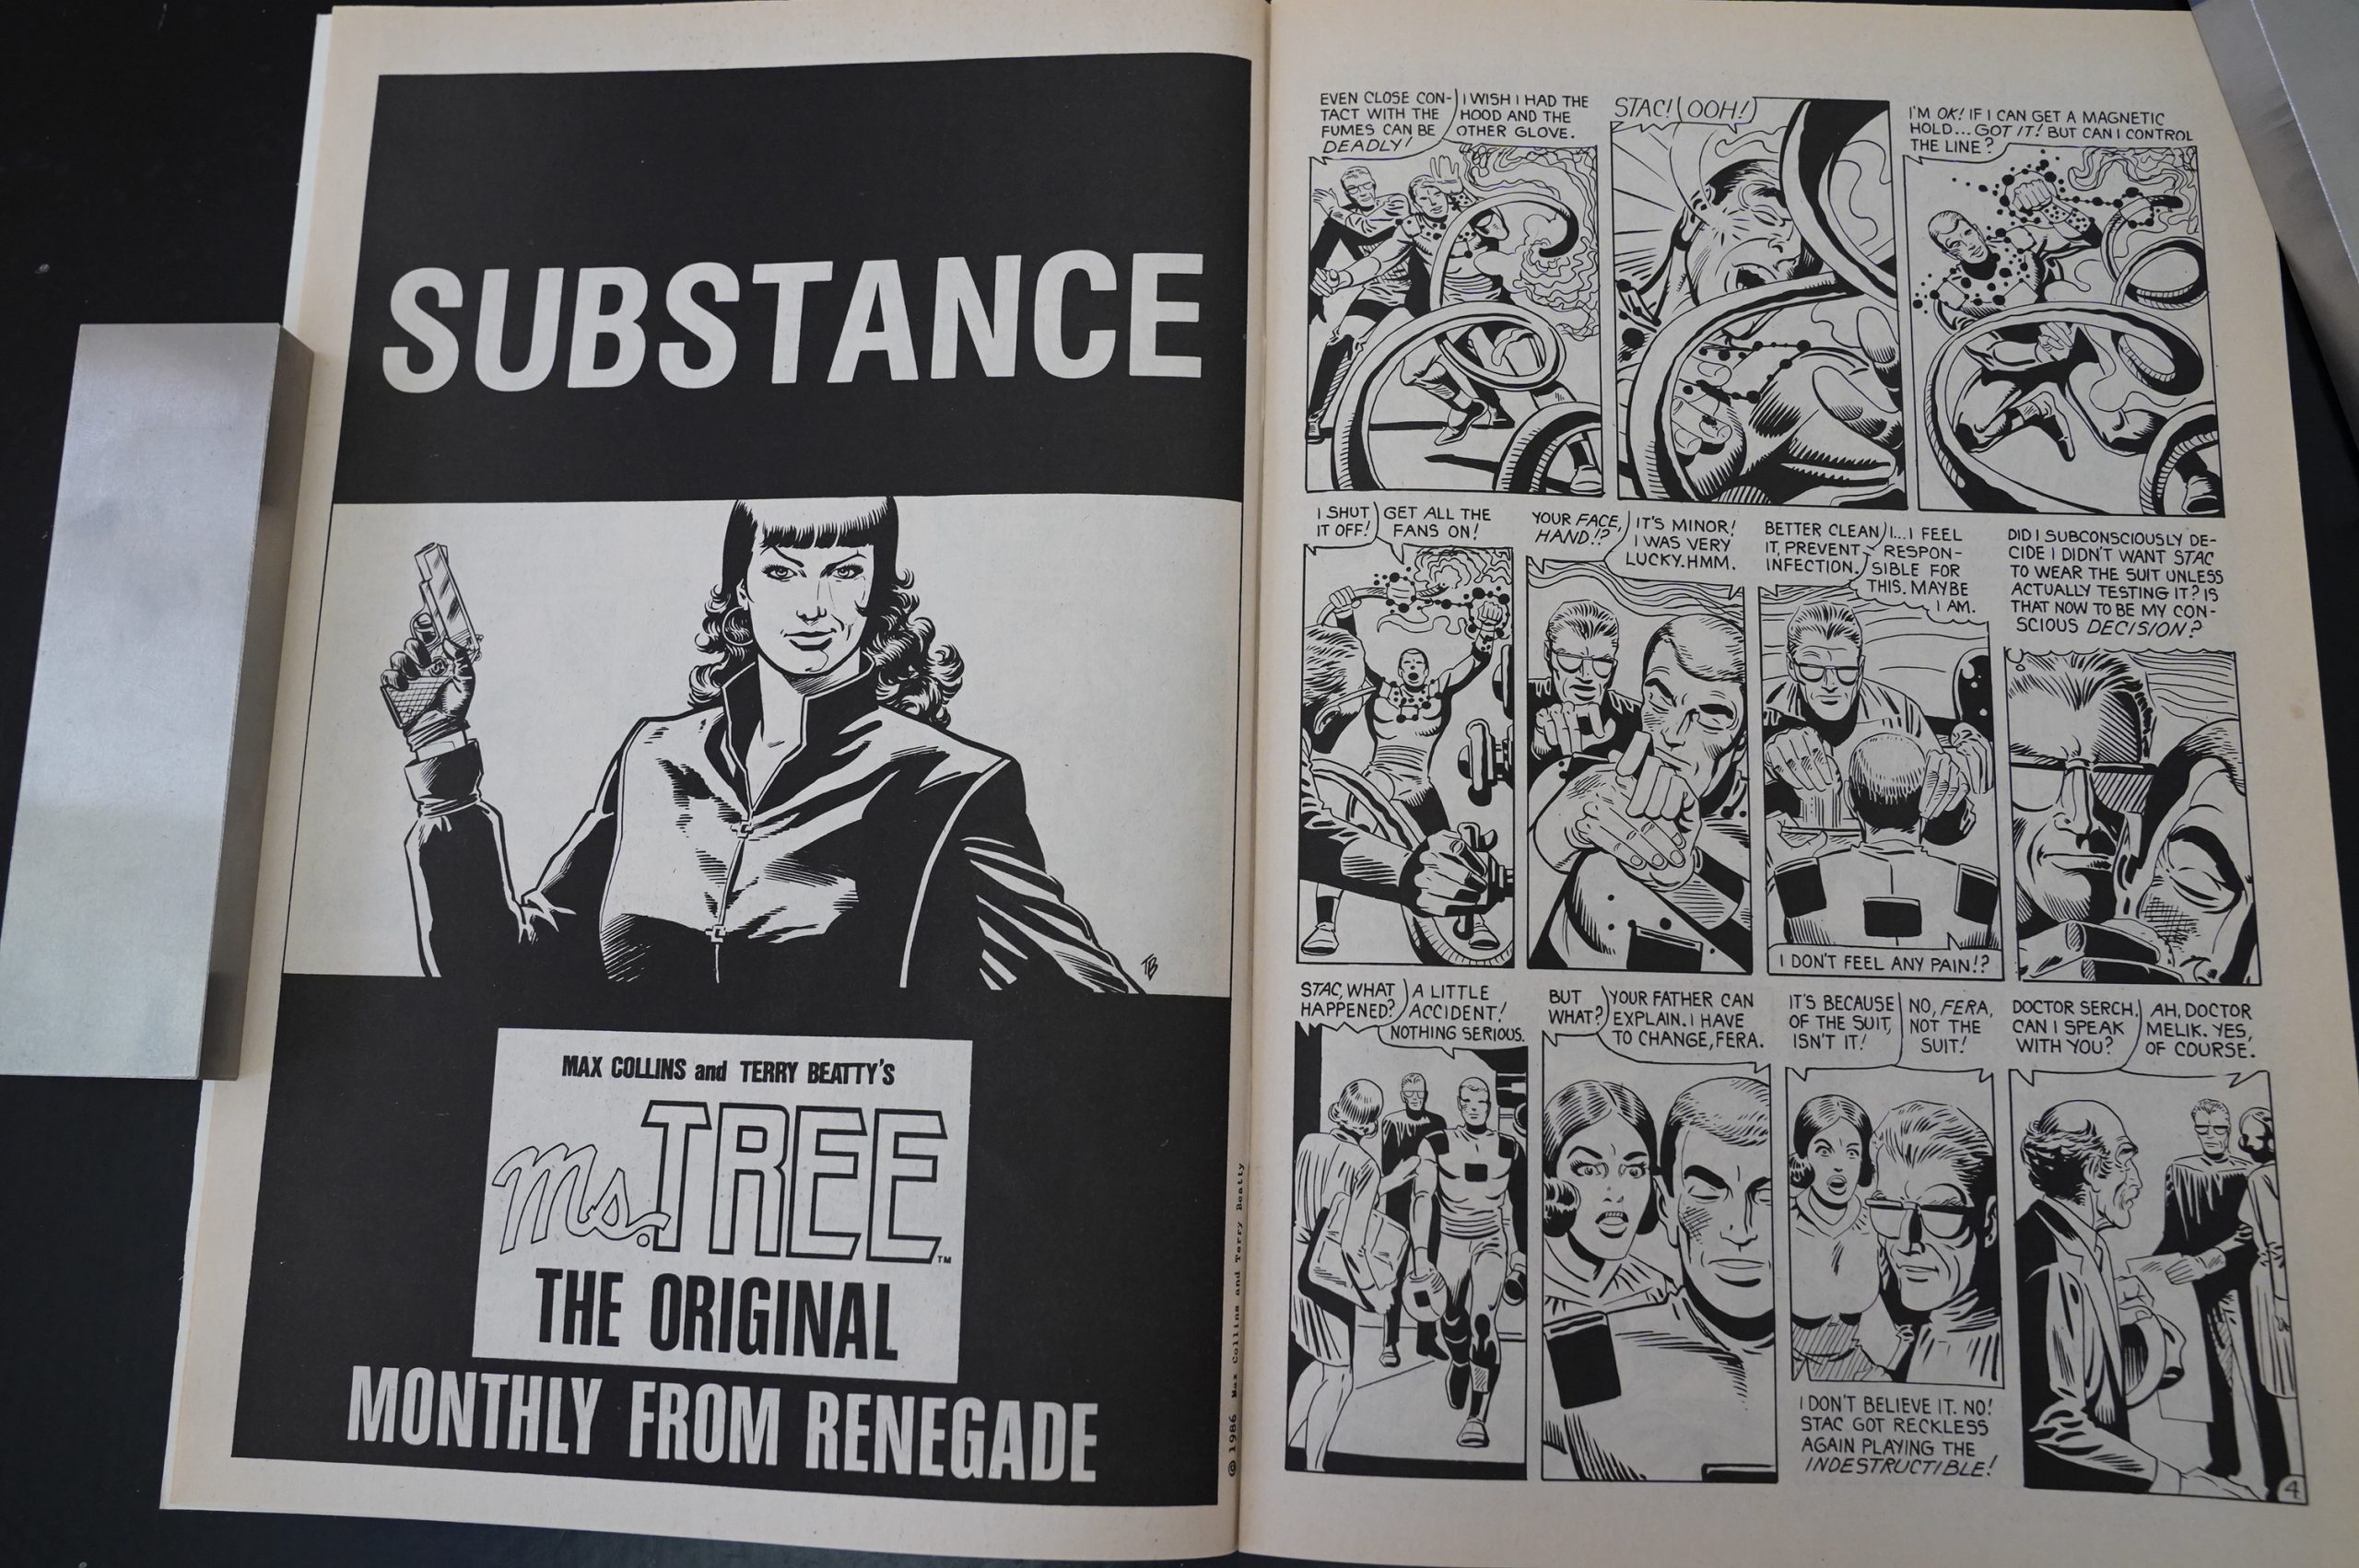 SUBSTANCE
TB
MAX COLLINS and TERRY BEATTY'S
Ms. TREE
TM
THE ORIGINAL
MONTHLY FROM RENEGADE
© 1986 Max Collins and Terry Beatty
EVEN CLOSE CON-
TACT WITH THE
FUMES CAN BE
DEADLY!
I WISH I HAD THE
HOOD AND THE
OTHER GLOVE.
STAC!
OOH!
I'M OK! IF I CAN GET A MAGNETIC
HOLD... GOT IT! BUT CAN I CONTROL
THE LINE?
I SHUT
IT OFF!
GET ALL THE
FANS ON!
YOUR FACE,
HAND!?
IT'S MINOR!
I WAS VERY
LUCKY. HMM.
BETTER CLEAN
IT, PREVENT
INFECTION.
I... I FEEL
RESPON-
SIBLE FOR
THIS. MAYBE
I AM.
I DON'T FEEL ANY PAIN!?
DID I SUBCONSCIOUSLY DE-
CIDE I DIDN'T WANT STAC
TO WEAR THE SUIT UNLESS
ACTUALLY TESTING IT? IS
THAT NOW TO BE MY CON-
SCIOUS DECISION?
STAC, WHAT
HAPPENED?
A LITTLE
ACCIDENT!
NOTHING SERIOUS.
BUT
WHAT?
YOUR FATHER CAN
EXPLAIN. I HAVE
TO CHANGE, FERA.
IT'S BECAUSE
OF THE SUIT,
ISN'T IT!
NO, FERA,
NOT THE
SUIT!
I DON'T BELIEVE IT. NO!
STAC GOT RECKLESS
AGAIN PLAYING THE
INDESTRUCTIBLE!
DOCTOR SERCH,
CAN I SPEAK
WITH YOU?
AH, DOCTOR
MELIK. YES,
OF COURSE.
4